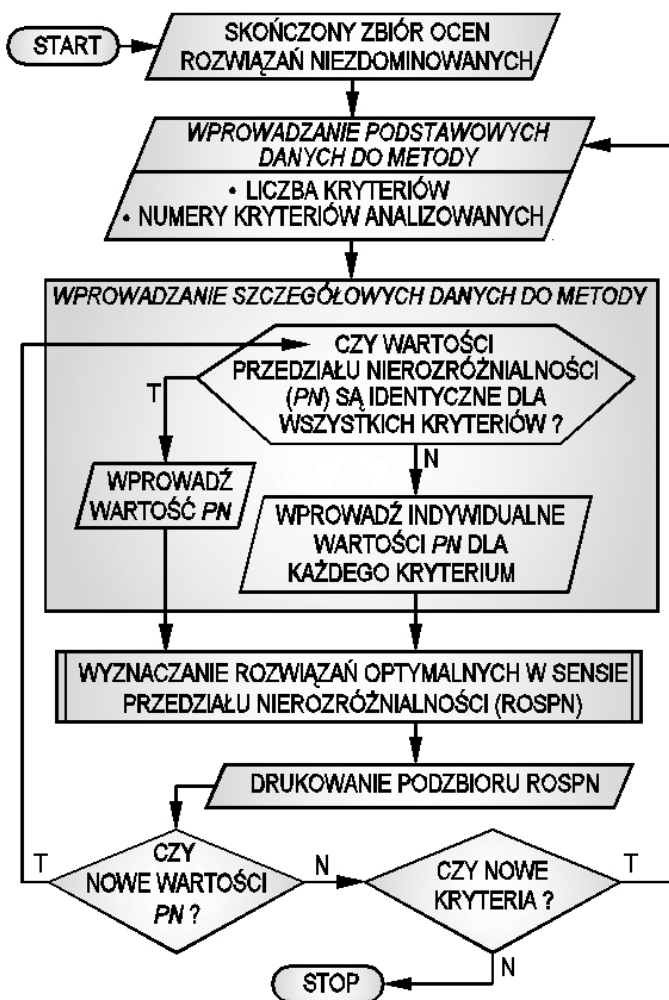 START
SKOŃCZONY ZBIÓR OCEN
ROZWIĄZAŃ NIEZDOMINOWANYCH
WPROWADZANIE PODSTAWOWYCH
DANYCH DO METODY
• LICZBA KRYTERIÓW
• NUMERY KRYTERIÓW ANALIZOWANYCH
WPROWADZANIE SZCZEGÓŁOWYCH DANYCH DO METODY
CZY WARTOŚCI
PRZEDZIAŁU NIEROZRÓŻNIALNOŚCI
(PN) SĄ IDENTYCZNE DLA
WSZYSTKICH KRYTERIÓW ?
T
N
WPROWADŹ
WARTOŚĆ PN
WPROWADŹ INDYWIDUALNE
WARTOŚCI PN DLA
KAŻDEGO KRYTERIUM
WYZNACZANIE ROZWIĄZAŃ OPTYMALNYCH W SENSIE
PRZEDZIAŁU NIEROZRÓŻNIALNOŚCI (ROSPN)
DRUKOWANIE PODZBIORU ROSPN
T
CZY
NOWE WARTOŚCI
PN ?
N
CZY NOWE
KRYTERIA ?
T
N
STOP